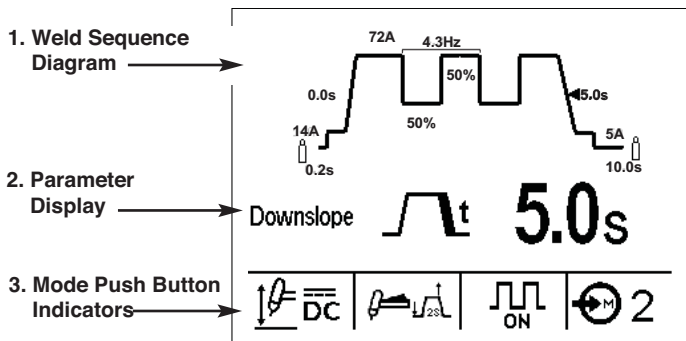 1. Weld Sequence
Diagram
72A
4.3Hz
50%
0.0s
5.0s
50%
14A
5A
0.2s
10.0s
2. Parameter
Display
Downslope
t
5.0s
3. Mode Push Button
Indicators
DC
2s
ON
M
2